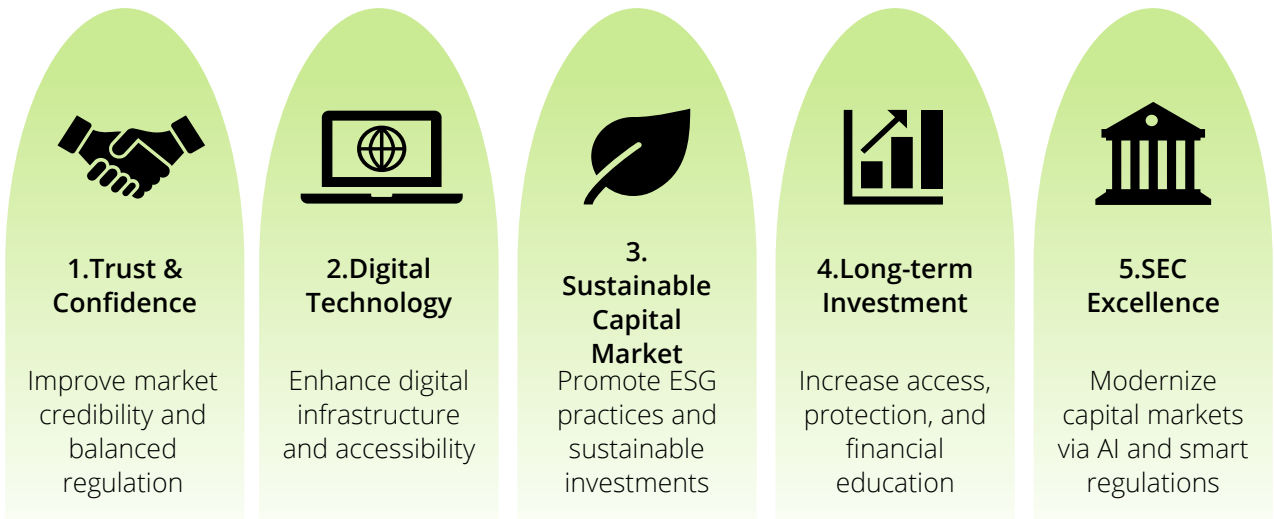 1.Trust &
Confidence
Improve market
credibility and
balanced
regulation
2.Digital
Technology
Enhance digital
infrastructure
and accessibility
3.
Sustainable
Capital
Market
Promote ESG
practices and
sustainable
investments
4.Long-term
Investment
Increase access,
protection, and
financial
education
5.SEC
Excellence
Modernize
capital markets
via AI and smart
regulations